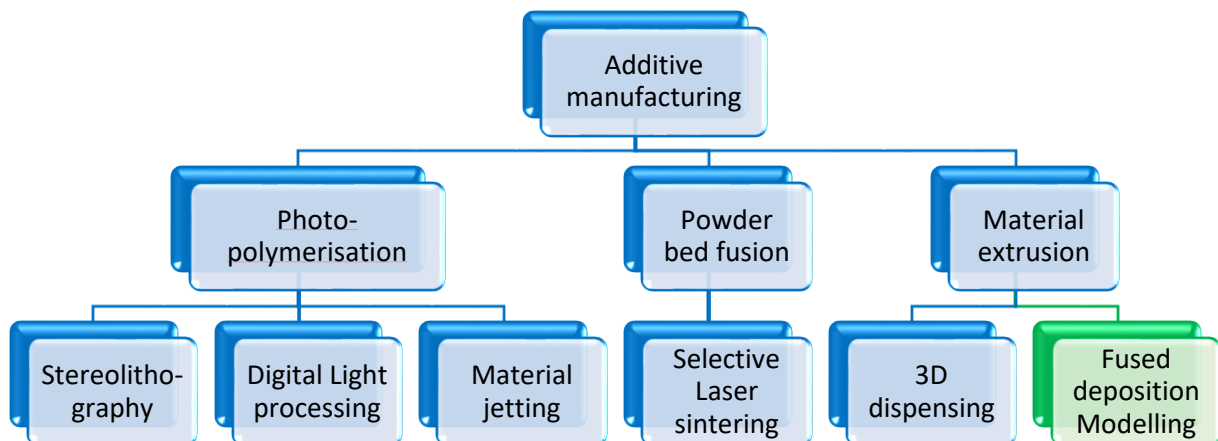 Additive
manufacturing
Photo-
polymerisation
Powder
bed fusion
Material
extrusion
Stereolitho-
graphy
Digital Light
processing
Material
jetting
Selective
Laser
sintering
3D
dispensing
Fused
deposition
Modelling